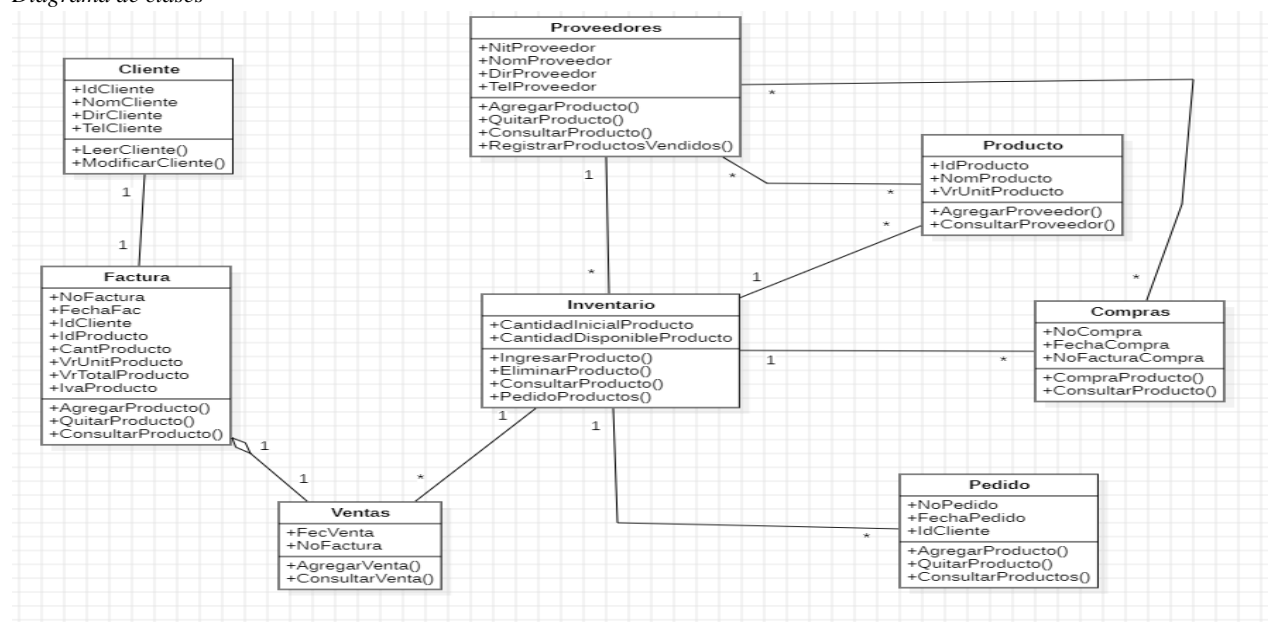 Diagrama de clases
Proveedores
+NitProveedor
+NomProveedor
+DirProveedor
+TelProveedor
+AgregarProducto()
+QuitarProducto()
+ConsultarProducto()
+RegistrarProductosVendidos()
Cliente
+IdCliente
+NomCliente
+DirCliente
+TelCliente
+LeerCliente()
+ModificarCliente()
Producto
+IdProducto
+NomProducto
+VrUnitProducto
+AgregarProveedor()
+ConsultarProveedor()
*
1
*
*
1
1
*
*
1
*
Factura
+NoFactura
+FechaFac
+IdCliente
+IdProducto
+CantProducto
+VrUnitProducto
+VrTotalProducto
+IvaProducto
+AgregarProducto()
+QuitarProducto()
+ConsultarProducto()
Inventario
+CantidadInicialProducto
+CantidadDisponibleProducto
+IngresarProducto()
+EliminarProducto()
+ConsultarProducto()
+PedidoProductos()
Compras
+NoCompra
+FechaCompra
+NoFacturaCompra
+CompraProducto()
+ConsultarProducto()
1
*
1
1
1
1
*
*
Ventas
+FecVenta
+NoFactura
+AgregarVenta()
+ConsultarVenta()
Pedido
+NoPedido
+FechaPedido
+IdCliente
+AgregarProducto()
+QuitarProducto()
+ConsultarProductos()